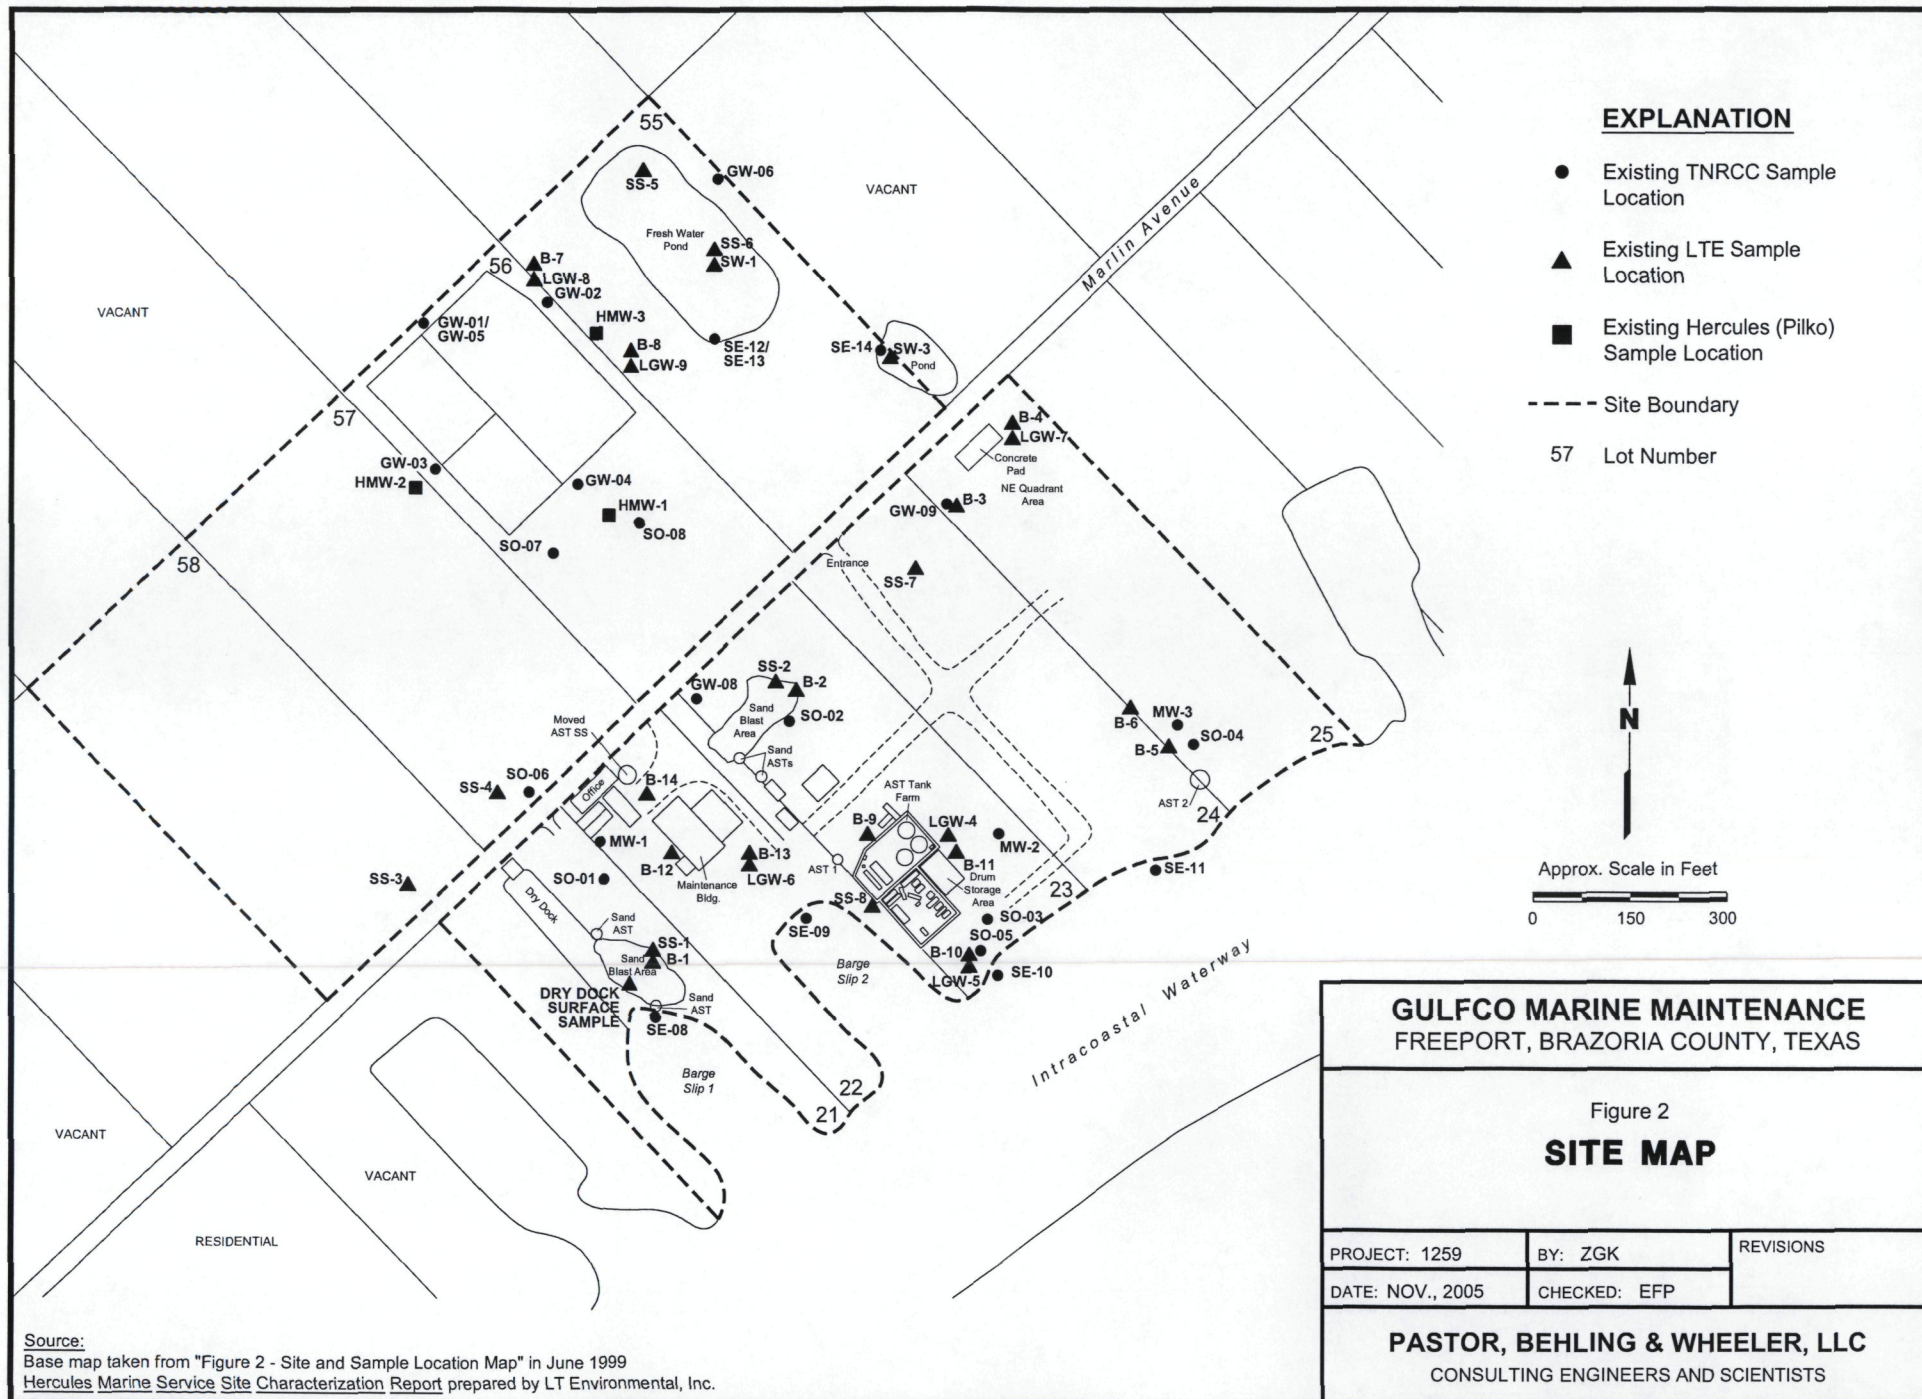 55
GW-06
SS-5
VACANT
Marlin Avenue
Fresh Water
Pond
SS-6
SW-1
56
B-7
LGW-8
GW-02
VACANT
GW-01/
GW-05
HMW-3
B-8
LGW-9
SE-12/
SE-13
SE-14
SW-3
Pond
57
B-4
LGW-7
Concrete
Pad
NE Quadrant
Area
GW-03
HMW-2
GW-04
HMW-1
SO-08
SO-07
GW-09
B-3
58
Entrance
SS-7
SS-2
B-2
GW-08
Sand
Blast
Area
SO-02
Moved
AST SS
Sand
ASTs
B-6
MW-3
SO-04
B-5
25
AST 2
24
SS-4
SO-06
Office
B-14
AST Tank
Farm
B-9
LGW-4
MW-2
B-11
Drum
Storage
Area
MW-1
B-12
B-13
LGW-6
Maintenance
Bldg.
AST 1
SS-3
SO-01
Dry Dock
SS-8
23
SE-11
Sand
AST
SE-09
SO-03
SO-05
SS-1
B-1
Sand
Blast Area
Barge
Slip 2
B-10
LGW-5
SE-10
DRY DOCK
SURFACE
SAMPLE
Sand
AST
SE-08
Intracoastal Waterway
Barge
Slip 1
22
21
VACANT
VACANT
RESIDENTIAL
EXPLANATION
Existing TNRCC Sample
Location
Existing LTE Sample
Location
Existing Hercules (Pilko)
Sample Location
Site Boundary
57 Lot Number
N
Approx. Scale in Feet
0 150 300
GULFCO MARINE MAINTENANCE
FREEPORT, BRAZORIA COUNTY, TEXAS
Figure 2
SITE MAP
PROJECT: 1259 BY: ZGK REVISIONS
DATE: NOV., 2005 CHECKED: EFP
PASTOR, BEHLING & WHEELER, LLC
CONSULTING ENGINEERS AND SCIENTISTS
Source:
Base map taken from "Figure 2 - Site and Sample Location Map" in June 1999
Hercules Marine Service Site Characterization Report prepared by LT Environmental, Inc.